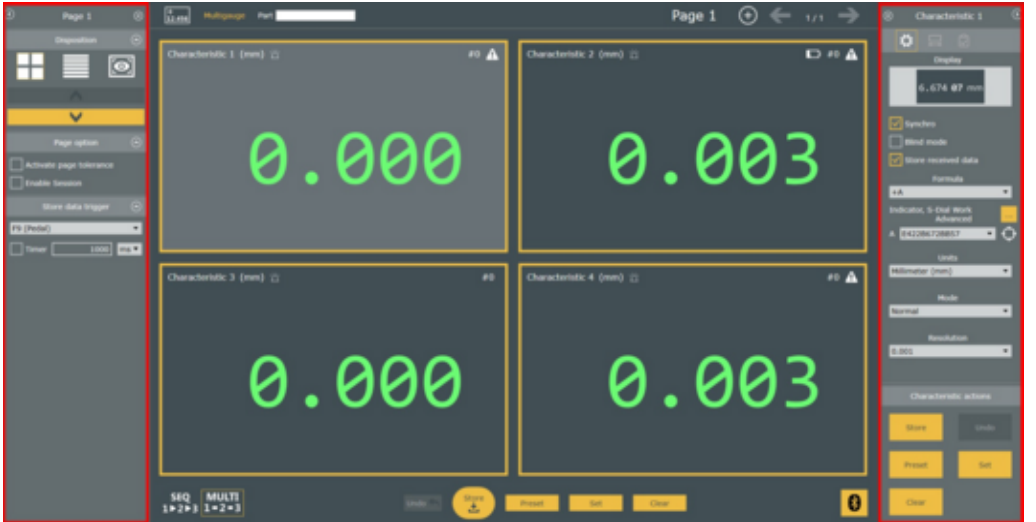 Page 1
Disposition
Page option
Activate page tolerance
Enable Session
Store data trigger
F9 (Pedal)
Timer 1000 ms
12.456 Multigauge Part
Page 1
1/1
Characteristic 1 (mm) #0
0.000
Characteristic 2 (mm) #0
0.003
Characteristic 3 (mm) #0
0.000
Characteristic 4 (mm) #0
0.003
SEQ MULTI
1▸2▸3 1=2=3
Undo
Store
Preset
Set
Clear
Characteristic 1
Display
6.674 07 mm
Synchro
Blind mode
Store received data
Formula
+A
Indicator, S-Dial Work
Advanced
...
A E422B672BB57
Units
Millimeter (mm)
Mode
Normal
Resolution
0.001
Characteristic actions
Store Undo
Preset Set
Clear